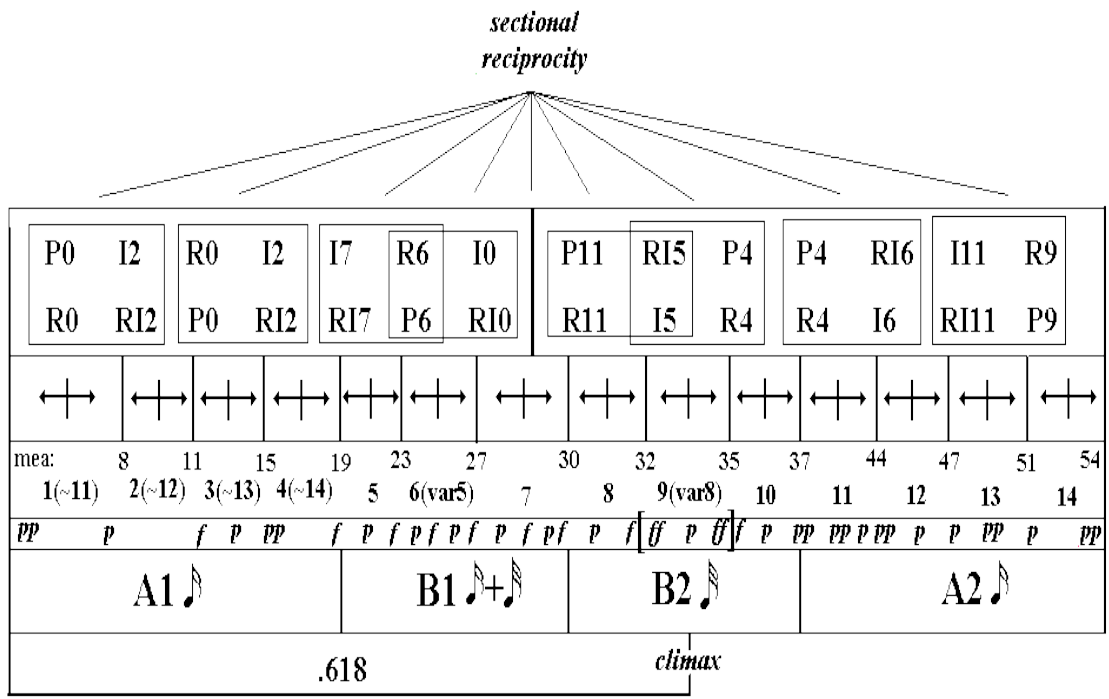 sectional
reciprocity
P0 I2 R0 I2 I7 R6 I0 P11 RI5 P4 P4 RI6 I11 R9
R0 RI2 P0 RI2 RI7 P6 RI0 R11 I5 R4 R4 I6 RI11 P9
mea: 8 11 15 19 23 27 30 32 35 37 44 47 51 54
1(~11) 2(~12) 3(~13) 4(~14) 5 6(var5) 7 8 9(var8) 10 11 12 13 14
pp p f p pp f p f p f p f p f p f p f [ff p ff] f p pp pp p pp p p pp p pp
A1 B1 + B2 A2
.618 climax